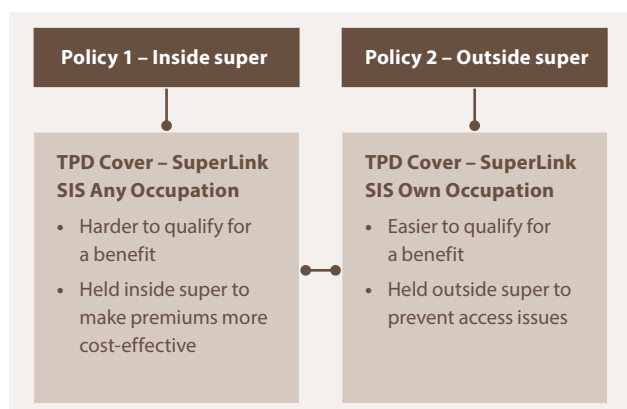 Policy 1 – Inside super
Policy 2 – Outside super
TPD Cover – SuperLink
SIS Any Occupation
• Harder to qualify for
a benefit
• Held inside super to
make premiums more
cost-effective
TPD Cover – SuperLink
SIS Own Occupation
• Easier to qualify for
a benefit
• Held outside super to
prevent access issues